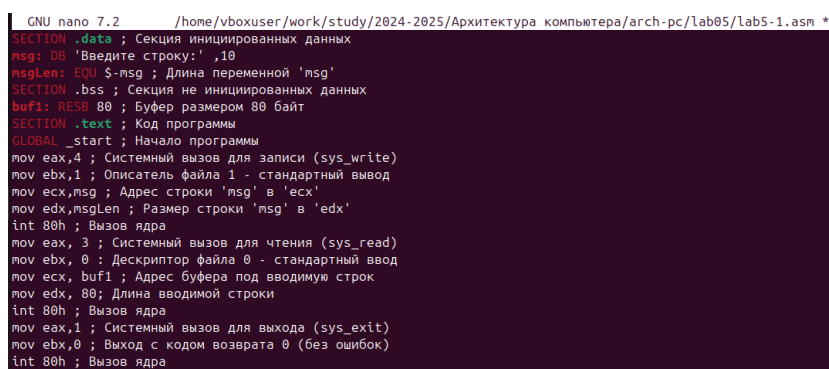 GNU nano 7.2 /home/vboxuser/work/study/2024-2025/Архитектура компьютера/arch-pc/lab05/lab5-1.asm *
SECTION .data ; Секция инициированных данных
msg: DB 'Введите строку:' ,10
msgLen: EQU $-msg ; Длина переменной 'msg'
SECTION .bss ; Секция не инициированных данных
buf1: RESB 80 ; Буфер размером 80 байт
SECTION .text ; Код программы
GLOBAL _start ; Начало программы
mov eax,4 ; Системный вызов для записи (sys_write)
mov ebx,1 ; Описатель файла 1 - стандартный вывод
mov ecx,msg ; Адрес строки 'msg' в 'ecx'
mov edx,msgLen ; Размер строки 'msg' в 'edx'
int 80h ; Вызов ядра
mov eax, 3 ; Системный вызов для чтения (sys_read)
mov ebx, 0 : Дескриптор файла 0 - стандартный ввод
mov ecx, buf1 ; Адрес буфера под вводимую строк
mov edx, 80; Длина вводимой строки
int 80h ; Вызов ядра
mov eax,1 ; Системный вызов для выхода (sys_exit)
mov ebx,0 ; Выход с кодом возврата 0 (без ошибок)
int 80h ; Вызов ядра